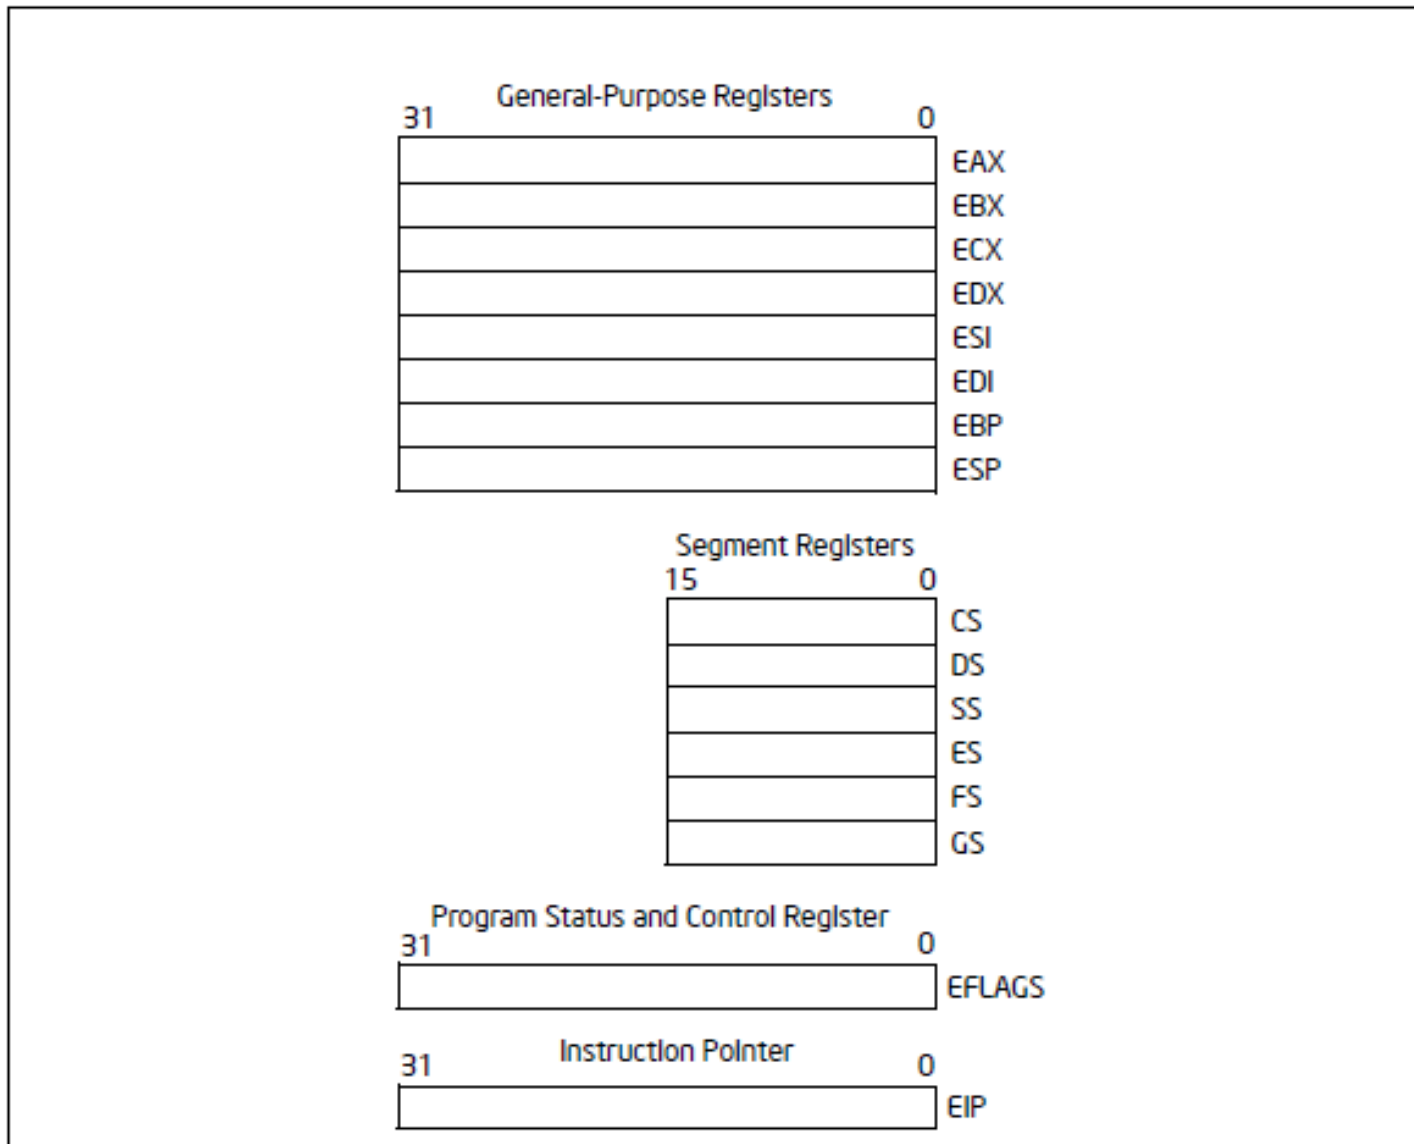 General-Purpose Registers
31 0
EAX
EBX
ECX
EDX
ESI
EDI
EBP
ESP
Segment Registers
15 0
CS
DS
SS
ES
FS
GS
Program Status and Control Register
31 0
EFLAGS
Instruction Pointer
31 0
EIP